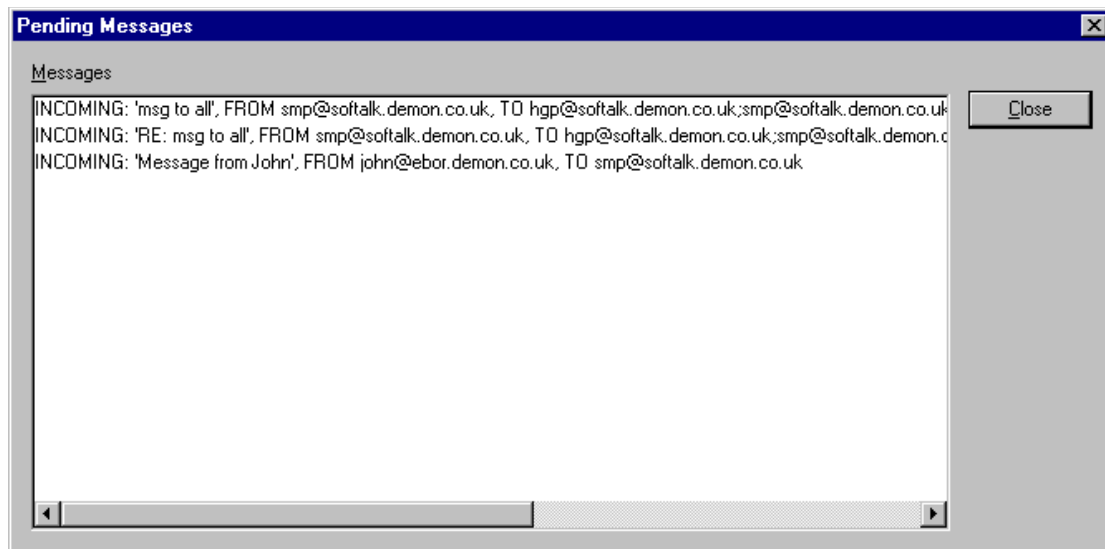 Pending Messages
Messages
INCOMING: 'msg to all', FROM smp@softalk.demon.co.uk, TO hgp@softalk.demon.co.uk;smp@softalk.demon.co.uk
Close
INCOMING: 'RE: msg to all', FROM smp@softalk.demon.co.uk, TO hgp@softalk.demon.co.uk;smp@softalk.demon.c
INCOMING: 'Message from John', FROM john@ebor.demon.co.uk, TO smp@softalk.demon.co.uk